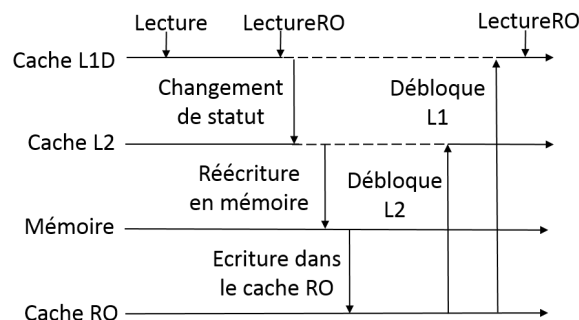 Lecture
LectureRO
LectureRO
Cache L1D
Changement
de statut
Débloque
L1
Cache L2
Réécriture
en mémoire
Débloque
L2
Mémoire
Ecriture dans
le cache RO
Cache RO